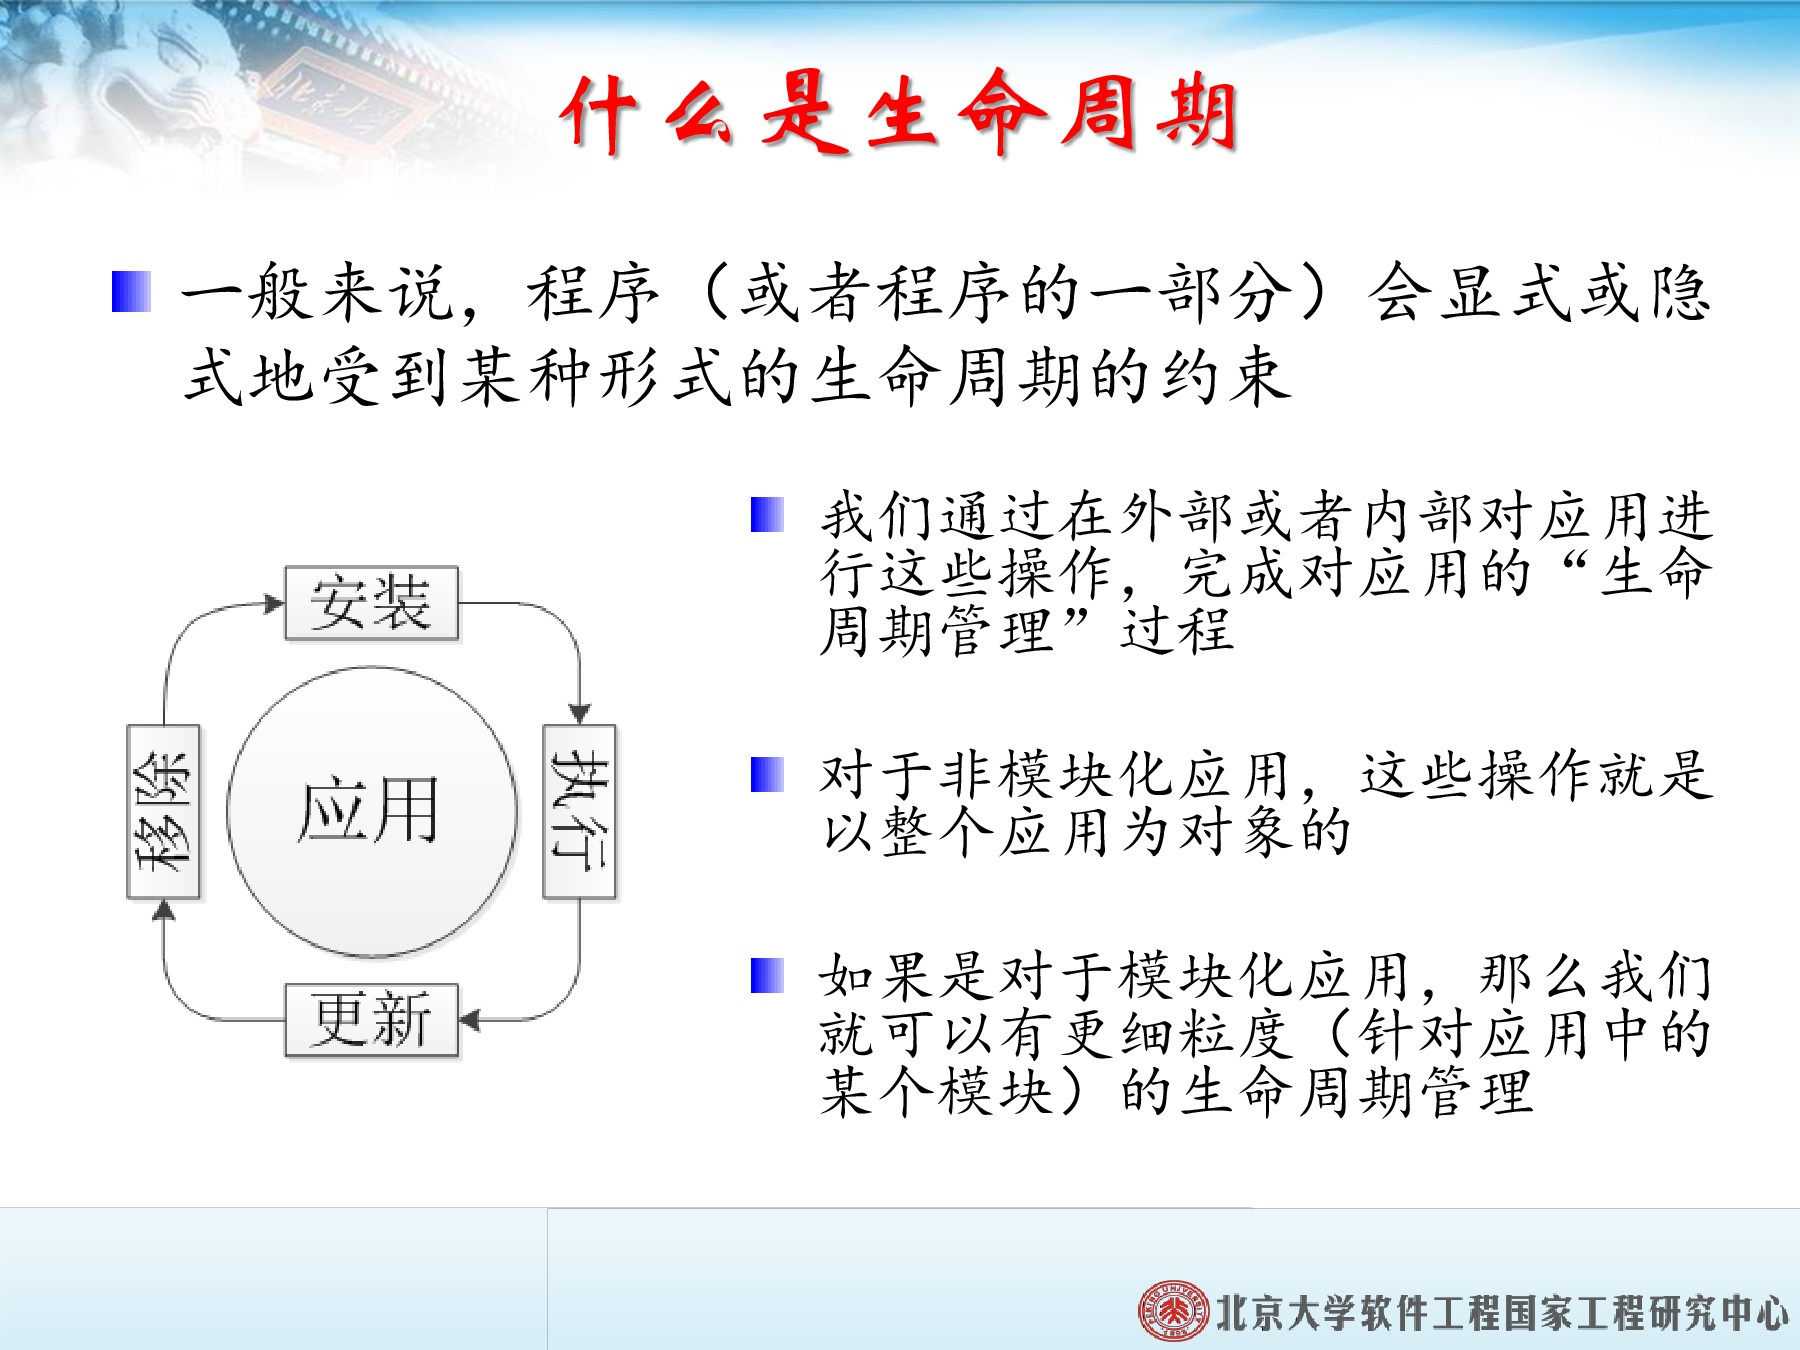 什么是生命周期
一般来说，程序（或者程序的一部分）会显式或隐
式地受到某种形式的生命周期的约束
安装
执行
更新
移除
应用
我们通过在外部或者内部对应用进
行这些操作，完成对应用的“生命
周期管理”过程
对于非模块化应用，这些操作就是
以整个应用为对象的
如果是对于模块化应用，那么我们
就可以有更细粒度（针对应用中的
某个模块）的生命周期管理
北京大学软件工程国家工程研究中心